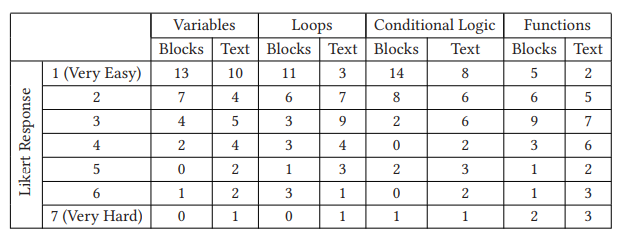 Variables Loops Conditional Logic Functions
Blocks Text Blocks Text Blocks Text Blocks Text
Likert Response
1 (Very Easy) 13 10 11 3 14 8 5 2
2 7 4 6 7 8 6 6 5
3 4 5 3 9 2 6 9 7
4 2 4 3 4 0 2 3 6
5 0 2 1 3 2 3 1 2
6 1 2 3 1 0 2 1 3
7 (Very Hard) 0 1 0 1 1 1 2 3